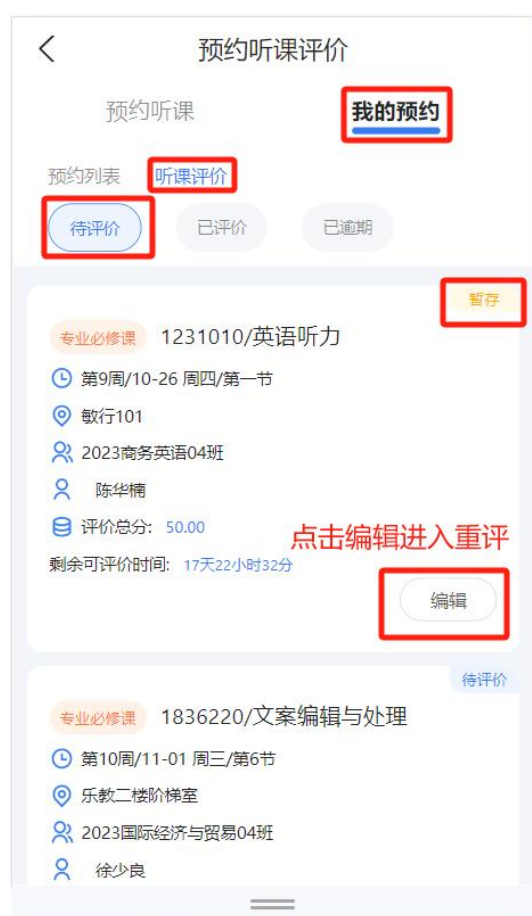 预约听课评价
预约听课 我的预约
预约列表 听课评价
待评价 已评价 已逾期
暂存
专业必修课 1231010/英语听力
第9周/10-26 周四/第一节
敏行101
2023商务英语04班
陈华楠
评价总分: 50.00
点击编辑进入重评
剩余可评价时间: 17天22小时32分
编辑
待评价
专业必修课 1836220/文案编辑与处理
第10周/11-01 周三/第6节
乐教二楼阶梯室
2023国际经济与贸易04班
徐少良